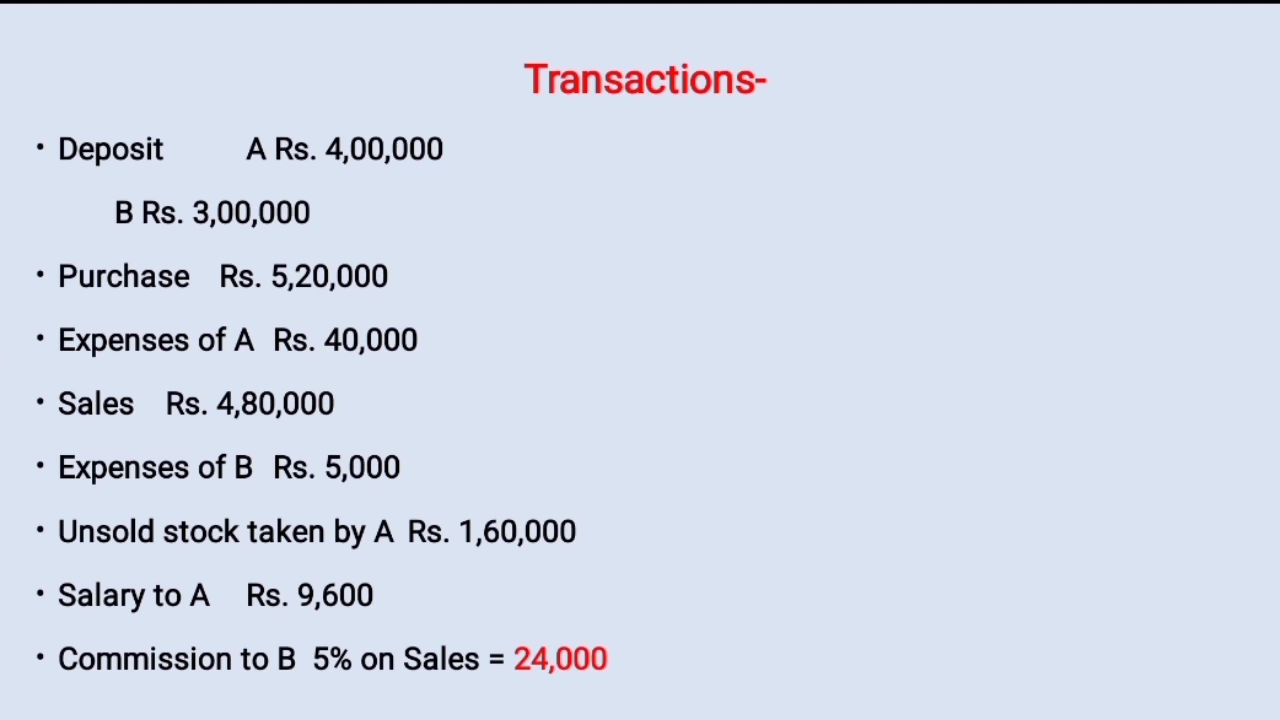 Transactions-
• Deposit A Rs. 4,00,000
B Rs. 3,00,000
• Purchase Rs. 5,20,000
• Expenses of A Rs. 40,000
• Sales Rs. 4,80,000
• Expenses of B Rs. 5,000
• Unsold stock taken by A Rs. 1,60,000
• Salary to A Rs. 9,600
• Commission to B 5% on Sales = 24,000